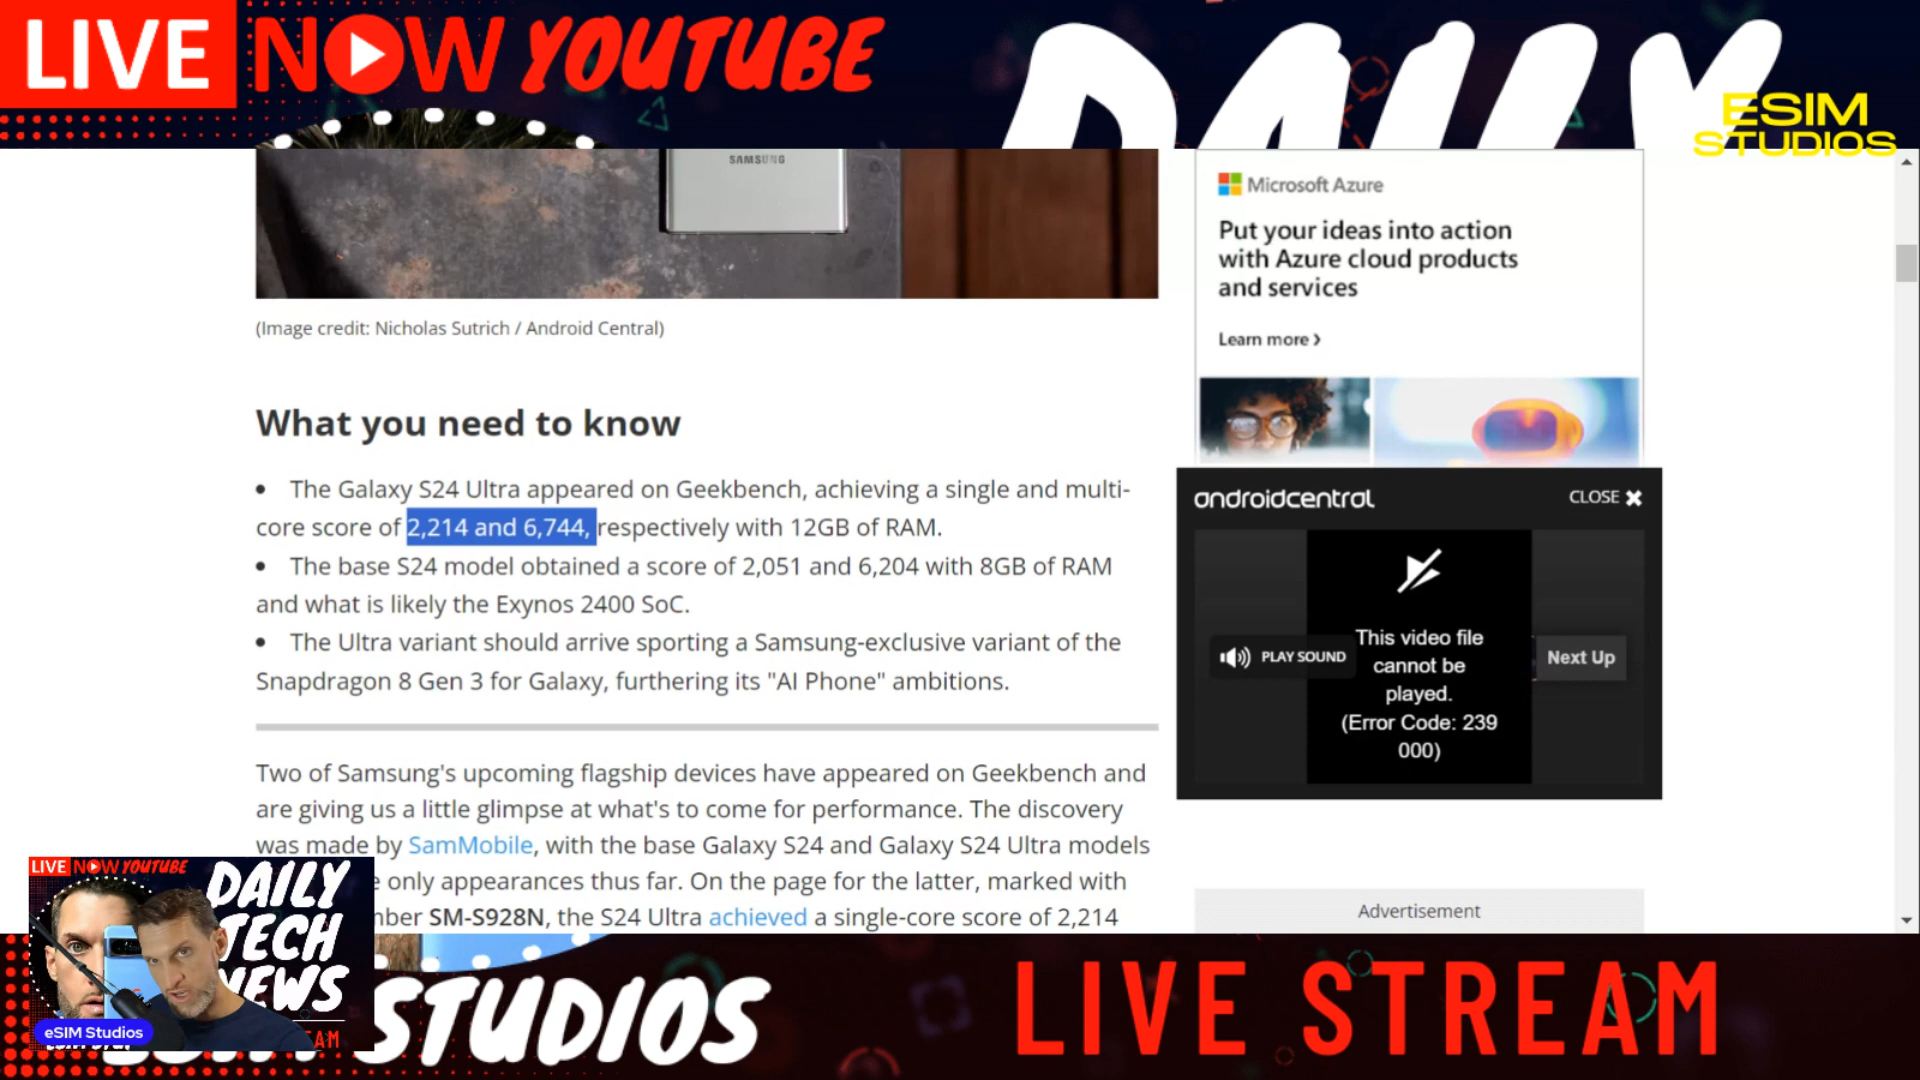 LIVE NOW YOUTUBE
DAILY
ESIM
STUDIOS
SAMSUNG
(Image credit: Nicholas Sutrich / Android Central)
What you need to know
• The Galaxy S24 Ultra appeared on Geekbench, achieving a single and multi-
core score of 2,214 and 6,744, respectively with 12GB of RAM.
• The base S24 model obtained a score of 2,051 and 6,204 with 8GB of RAM
and what is likely the Exynos 2400 SoC.
• The Ultra variant should arrive sporting a Samsung-exclusive variant of the
Snapdragon 8 Gen 3 for Galaxy, furthering its "AI Phone" ambitions.
Two of Samsung's upcoming flagship devices have appeared on Geekbench and
are giving us a little glimpse at what's to come for performance. The discovery
was made by SamMobile, with the base Galaxy S24 and Galaxy S24 Ultra models
e only appearances thus far. On the page for the latter, marked with
mber SM-S928N, the S24 Ultra achieved a single-core score of 2,214
Microsoft Azure
Put your ideas into action
with Azure cloud products
and services
Learn more ›
androidcentral
CLOSE ✖
This video file
cannot be
played.
(Error Code: 239
000)
PLAY SOUND
Next Up
Advertisement
LIVE NOW YOUTUBE
DAILY
TECH
NEWS
AM
eSIM Studios
STUDIOS
LIVE STREAM